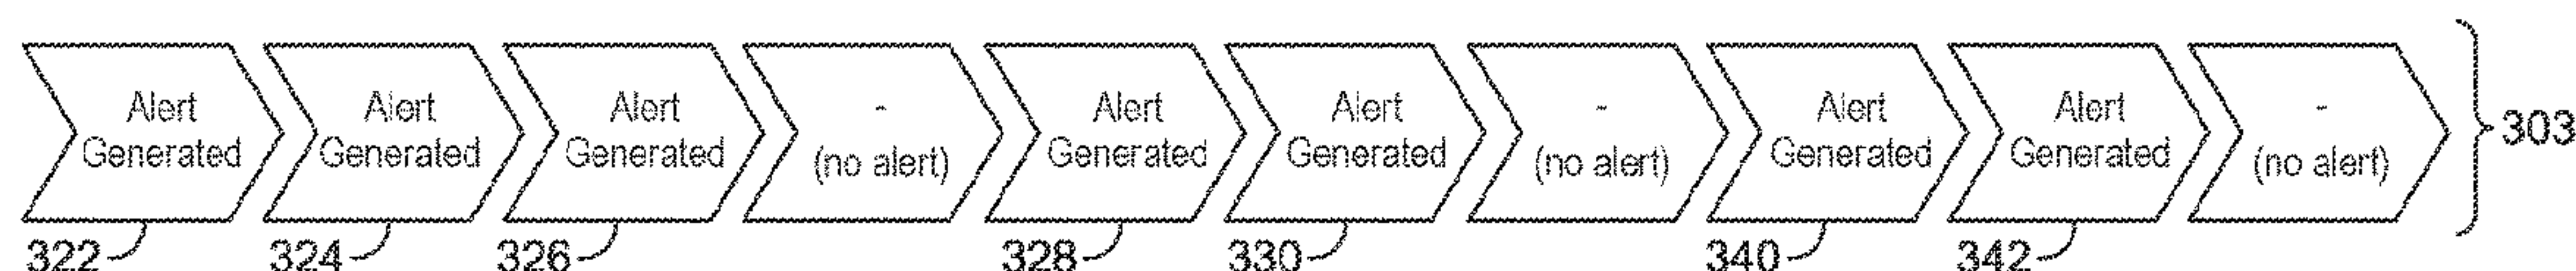 Alert
Generated
Alert
Generated
Alert
Generated
-
(no alert)
Alert
Generated
Alert
Generated
-
(no alert)
Alert
Generated
Alert
Generated
-
(no alert)
303
322
324
326
328
330
340
342